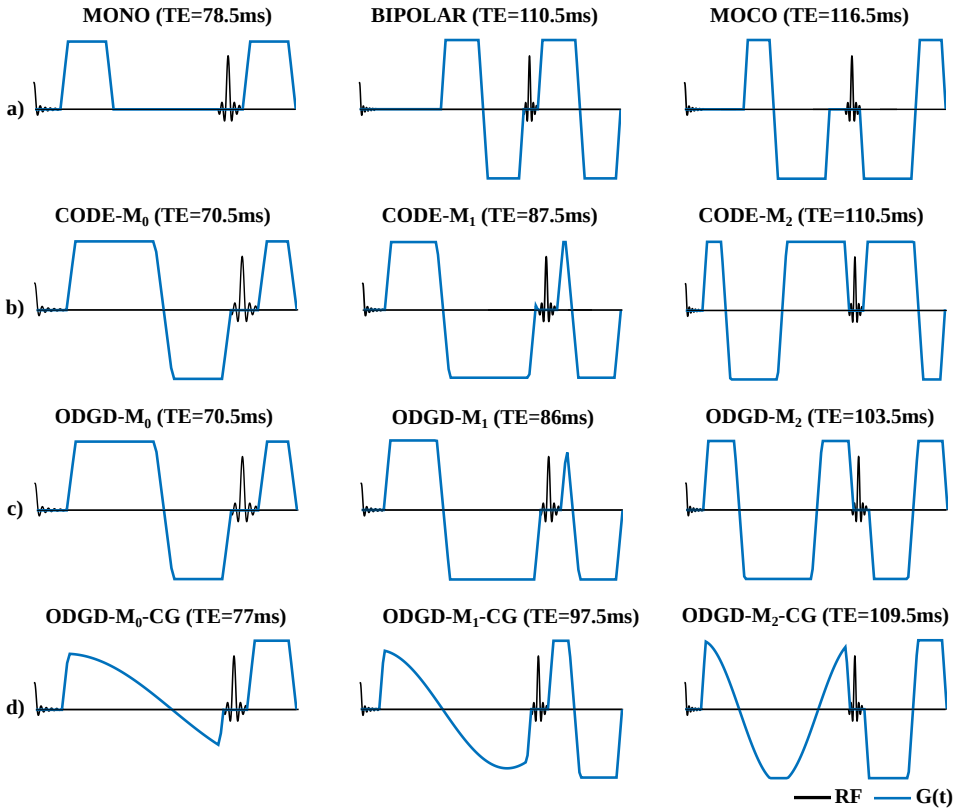 MONO (TE=78.5ms) BIPOLAR (TE=110.5ms) MOCO (TE=116.5ms)
a)
CODE-M₀ (TE=70.5ms) CODE-M₁ (TE=87.5ms) CODE-M₂ (TE=110.5ms)
b)
ODGD-M₀ (TE=70.5ms) ODGD-M₁ (TE=86ms) ODGD-M₂ (TE=103.5ms)
c)
ODGD-M₀-CG (TE=77ms) ODGD-M₁-CG (TE=97.5ms) ODGD-M₂-CG (TE=109.5ms)
d)
RF G(t)